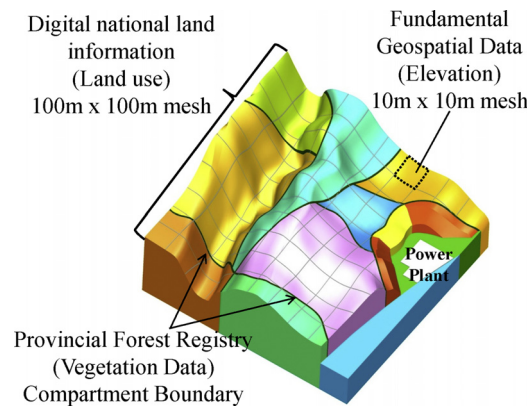 Digital national land
information
(Land use)
100m x 100m mesh
Fundamental
Geospatial Data
(Elevation)
10m x 10m mesh
Power
Plant
Provincial Forest Registry
(Vegetation Data)
Compartment Boundary